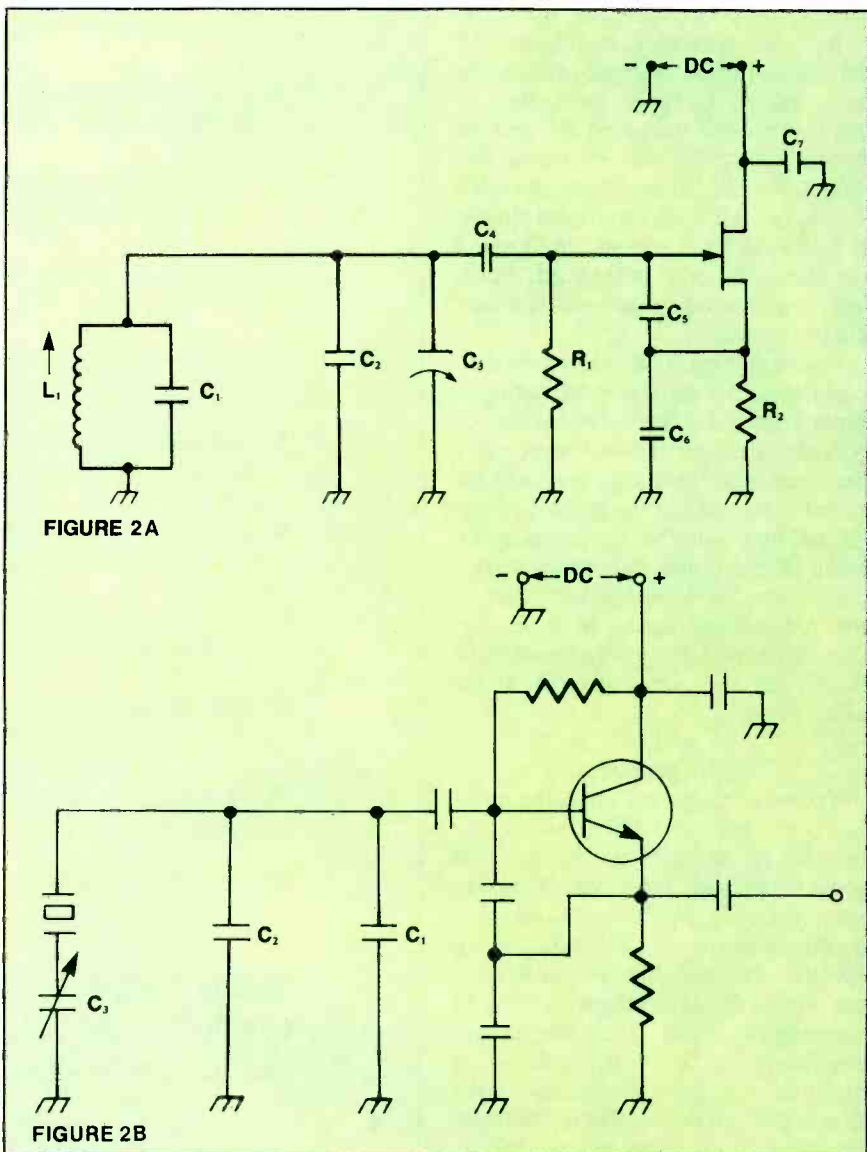 - DC +
C₇
C₄
L₁
C₁
C₂
C₃
R₁
C₅
C₆
R₂
FIGURE 2A
- DC +
C₃
C₂
C₁
FIGURE 2B